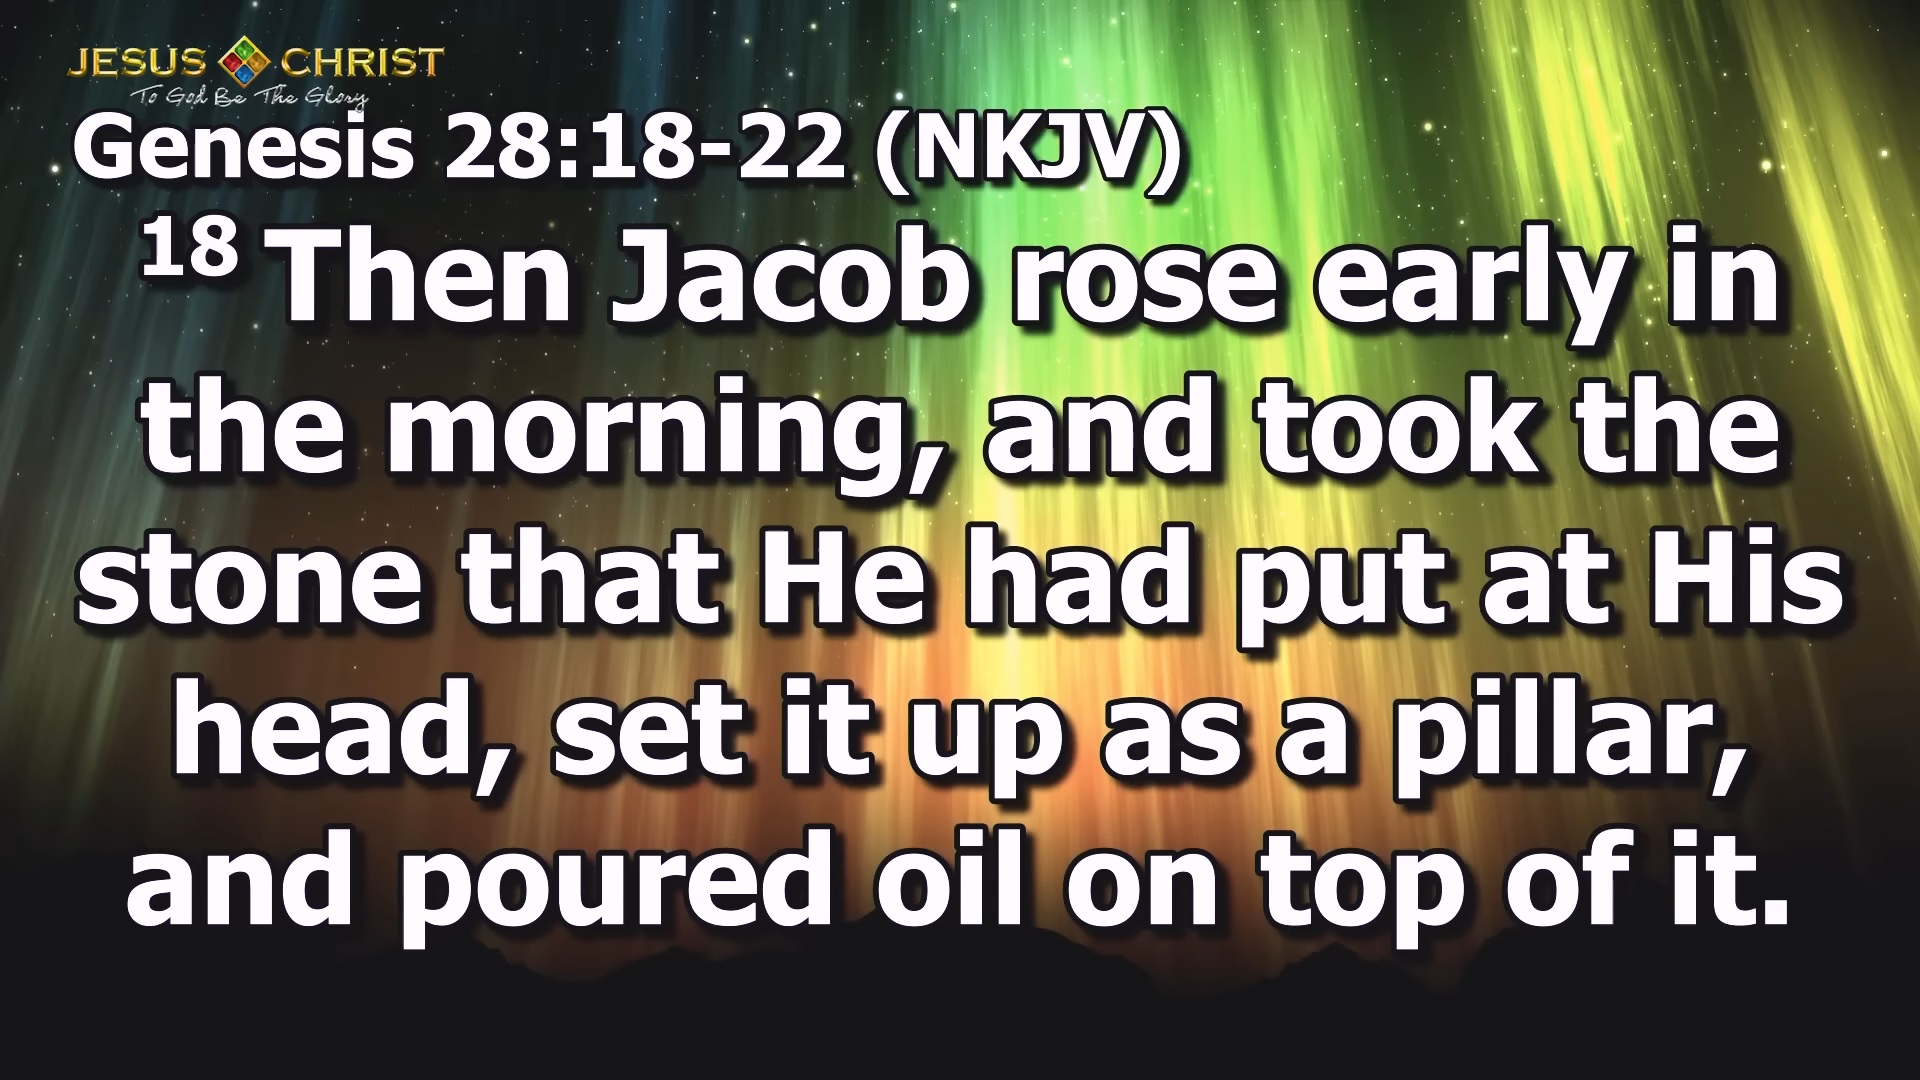 JESUS CHRIST
To God Be The Glory
Genesis 28:18-22 (NKJV)
18 Then Jacob rose early in
the morning, and took the
stone that He had put at His
head, set it up as a pillar,
and poured oil on top of it.